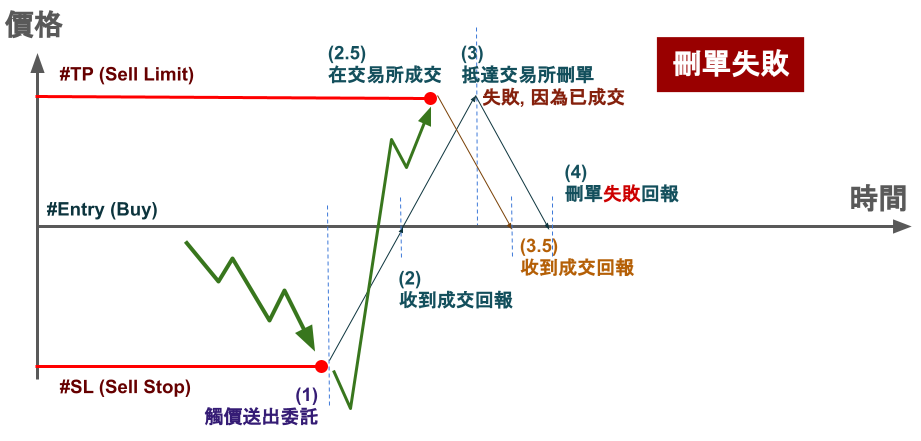 價格
刪單失敗
(2.5)
在交易所成交
(3)
抵達交易所刪單
失敗, 因為已成交
#TP (Sell Limit)
(4)
刪單失敗回報
時間
#Entry (Buy)
(3.5)
收到成交回報
(2)
收到成交回報
#SL (Sell Stop)
(1)
觸價送出委託